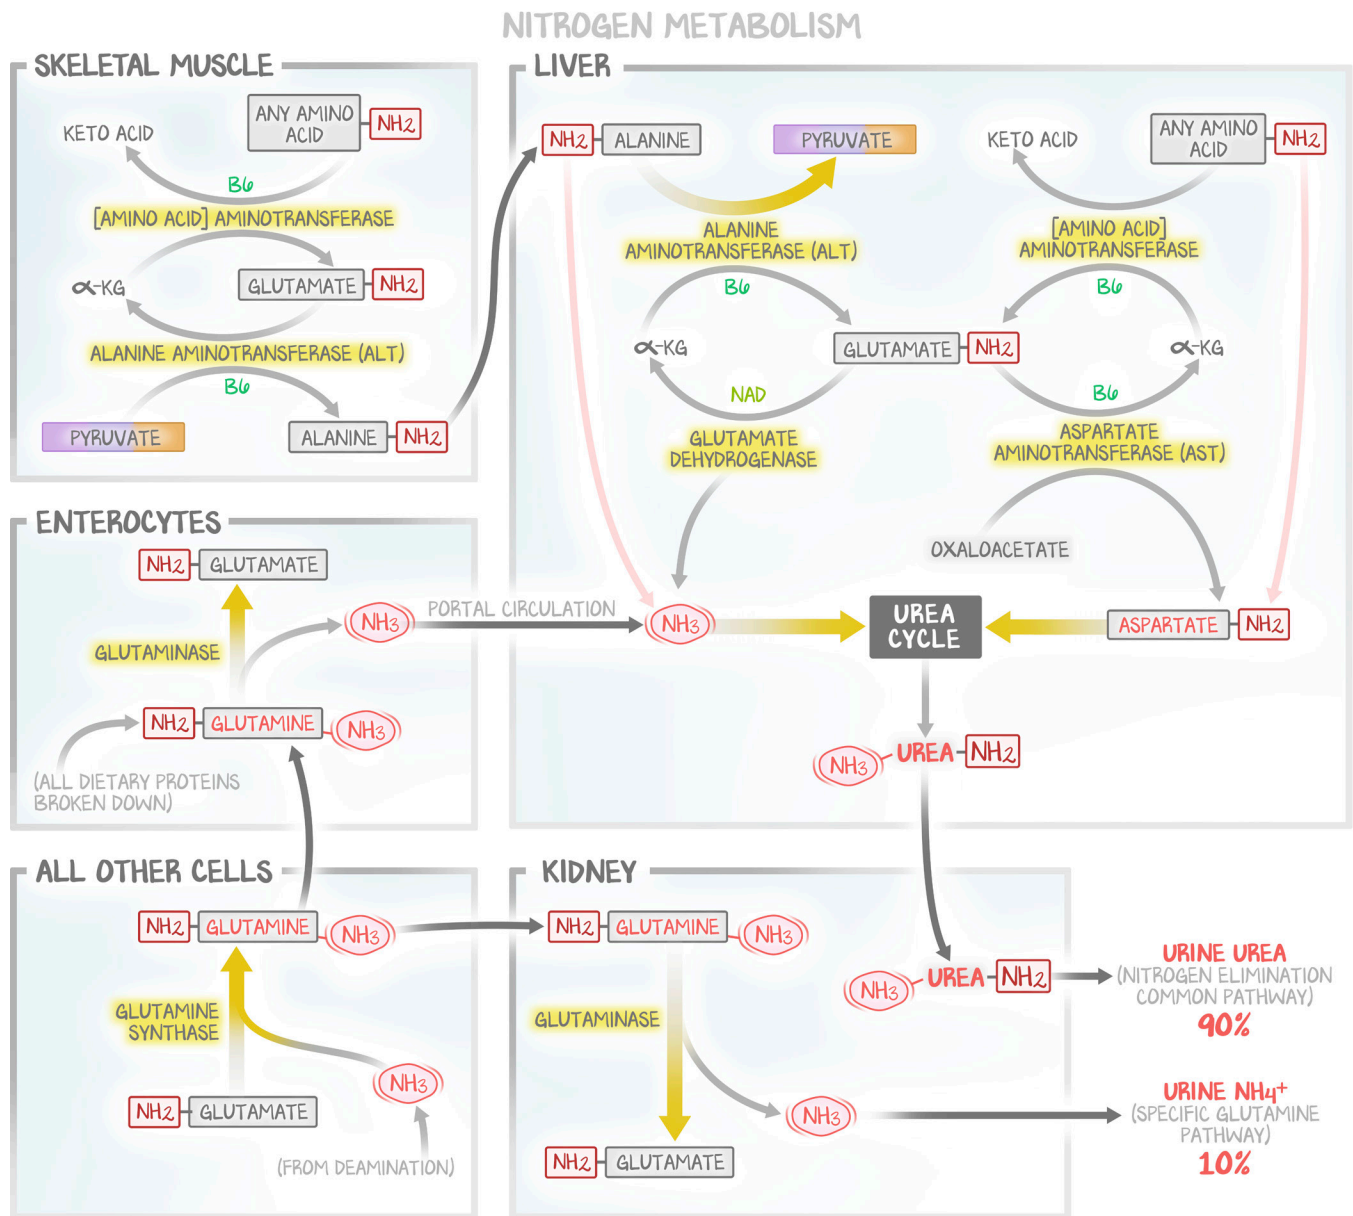 NITROGEN METABOLISM
SKELETAL MUSCLE
KETO ACID
ANY AMINO
ACID
NH2
B6
[AMINO ACID] AMINOTRANSFERASE
α-KG
GLUTAMATE
NH2
ALANINE AMINOTRANSFERASE (ALT)
B6
PYRUVATE
ALANINE
NH2
LIVER
NH2
ALANINE
PYRUVATE
KETO ACID
ANY AMINO
ACID
NH2
ALANINE
AMINOTRANSFERASE (ALT)
B6
[AMINO ACID]
AMINOTRANSFERASE
B6
α-KG
GLUTAMATE
NH2
α-KG
NAD
GLUTAMATE
DEHYDROGENASE
B6
ASPARTATE
AMINOTRANSFERASE (AST)
OXALOACETATE
NH3
UREA
CYCLE
ASPARTATE
NH2
NH3
UREA
NH2
ENTEROCYTES
NH2
GLUTAMATE
NH3
PORTAL CIRCULATION
GLUTAMINASE
NH2
GLUTAMINE
NH3
(ALL DIETARY PROTEINS
BROKEN DOWN)
ALL OTHER CELLS
NH2
GLUTAMINE
NH3
GLUTAMINE
SYNTHASE
NH3
NH2
GLUTAMATE
(FROM DEAMINATION)
KIDNEY
NH2
GLUTAMINE
NH3
GLUTAMINASE
NH3
UREA
NH2
NH3
NH2
GLUTAMATE
URINE UREA
(NITROGEN ELIMINATION
COMMON PATHWAY)
90%
URINE NH4+
(SPECIFIC GLUTAMINE
PATHWAY)
10%